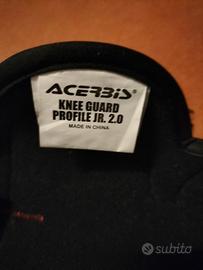 ACERBIS®
KNEE GUARD
PROFILE JR. 2.0
MADE IN CHINA
subito